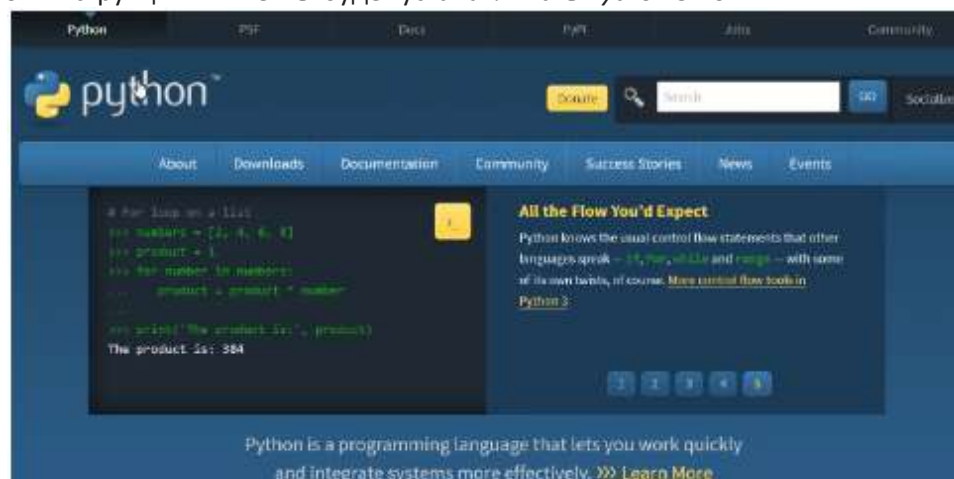 Python PSF Docs PyPI Jobs Community
python™
Donate Search GO Socialize
About Downloads Documentation Community Success Stories News Events
# For loop on a list
>>> numbers = [2, 4, 6, 8]
>>> product = 1
>>> for number in numbers:
... product = product * number
...
>>> print('The product is:', product)
The product is: 384
>_
All the Flow You'd Expect
Python knows the usual control flow statements that other
languages speak — if, for, while and range — with some
of its own twists, of course. More control flow tools in
Python 3
1 2 3 4 5
Python is a programming language that lets you work quickly
and integrate systems more effectively. >>> Learn More